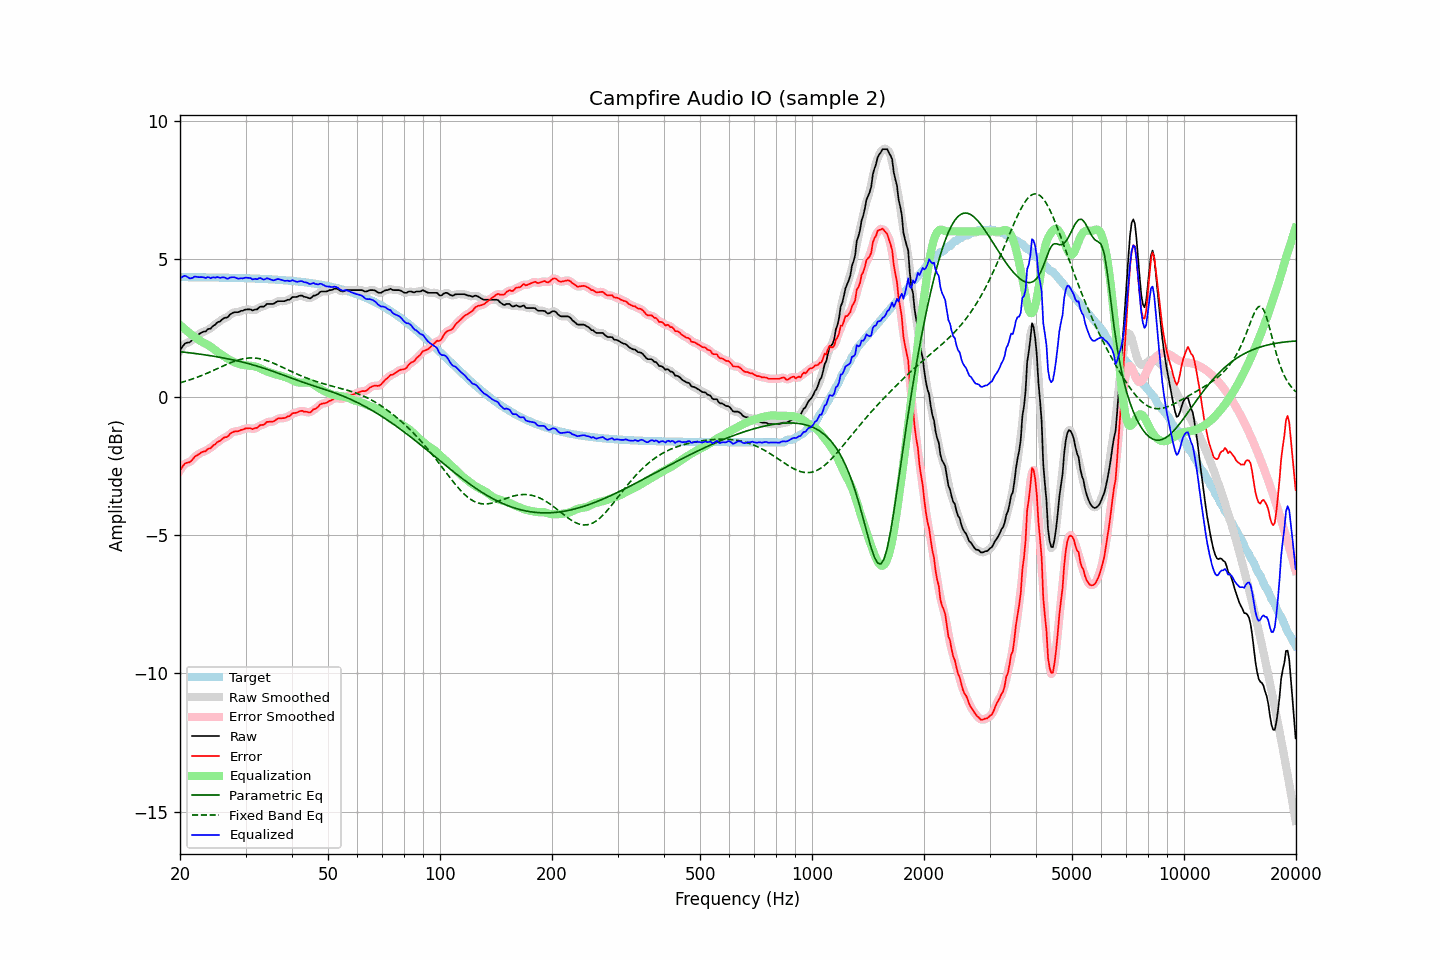 Campfire Audio IO (sample 2)
Amplitude (dBr)
10
5
0
−5
−10
−15
Target
Raw Smoothed
Error Smoothed
Raw
Error
Equalization
Parametric Eq
Fixed Band Eq
Equalized
20 50 100 200 500 1000 2000 5000 10000 20000
Frequency (Hz)